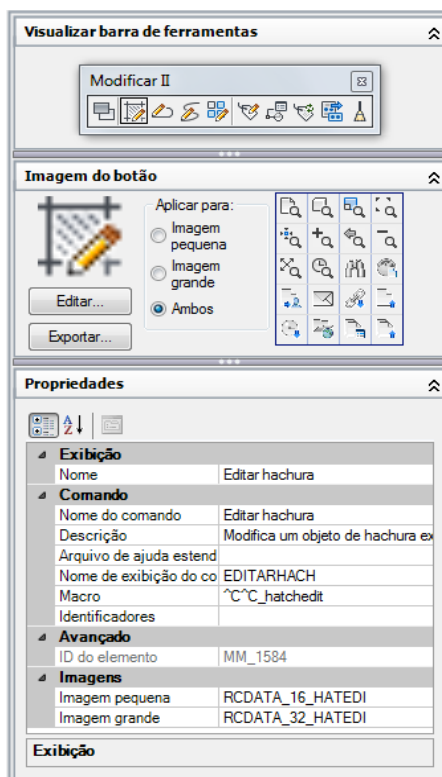 Visualizar barra de ferramentas
Modificar II
Imagem do botão
Aplicar para:
Imagem pequena
Imagem grande
Ambos
Editar...
Exportar...
Propriedades
Exibição
Nome Editar hachura
Comando
Nome do comando Editar hachura
Descrição Modifica um objeto de hachura ex
Arquivo de ajuda estend
Nome de exibição do co EDITARHACH
Macro ^C^C_hatchedit
Identificadores
Avançado
ID do elemento MM_1584
Imagens
Imagem pequena RCDATA_16_HATEDI
Imagem grande RCDATA_32_HATEDI
Exibição